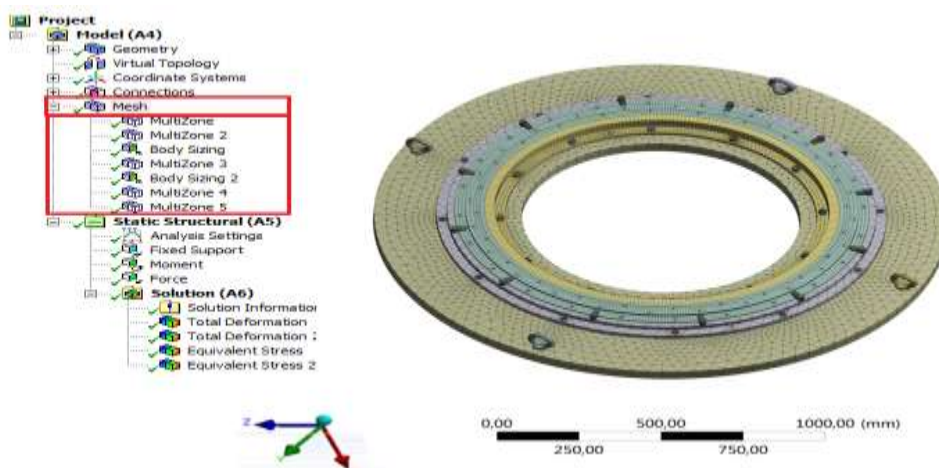 Project
Model (A4)
Geometry
Virtual Topology
Coordinate Systems
Connections
Mesh
MultiZone
MultiZone 2
Body Sizing
MultiZone 3
Body Sizing 2
MultiZone 4
MultiZone 5
Static Structural (A5)
Analysis Settings
Fixed Support
Moment
Force
Solution (A6)
Solution Information
Total Deformation
Total Deformation 2
Equivalent Stress
Equivalent Stress 2
Z
Y
0,00 500,00 1000,00 (mm)
250,00 750,00